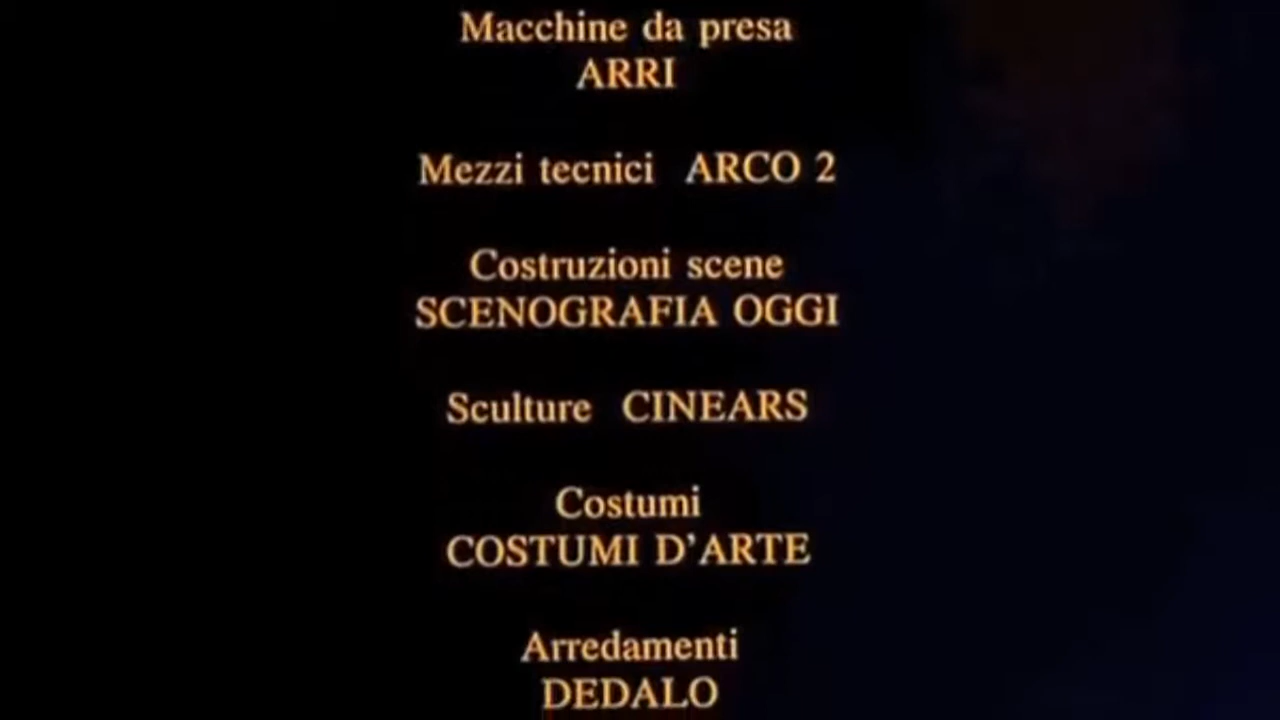 Macchine da presa
ARRI
Mezzi tecnici ARCO 2
Costruzioni scene
SCENOGRAFIA OGGI
Sculture CINEARS
Costumi
COSTUMI D'ARTE
Arredamenti
DEDALO